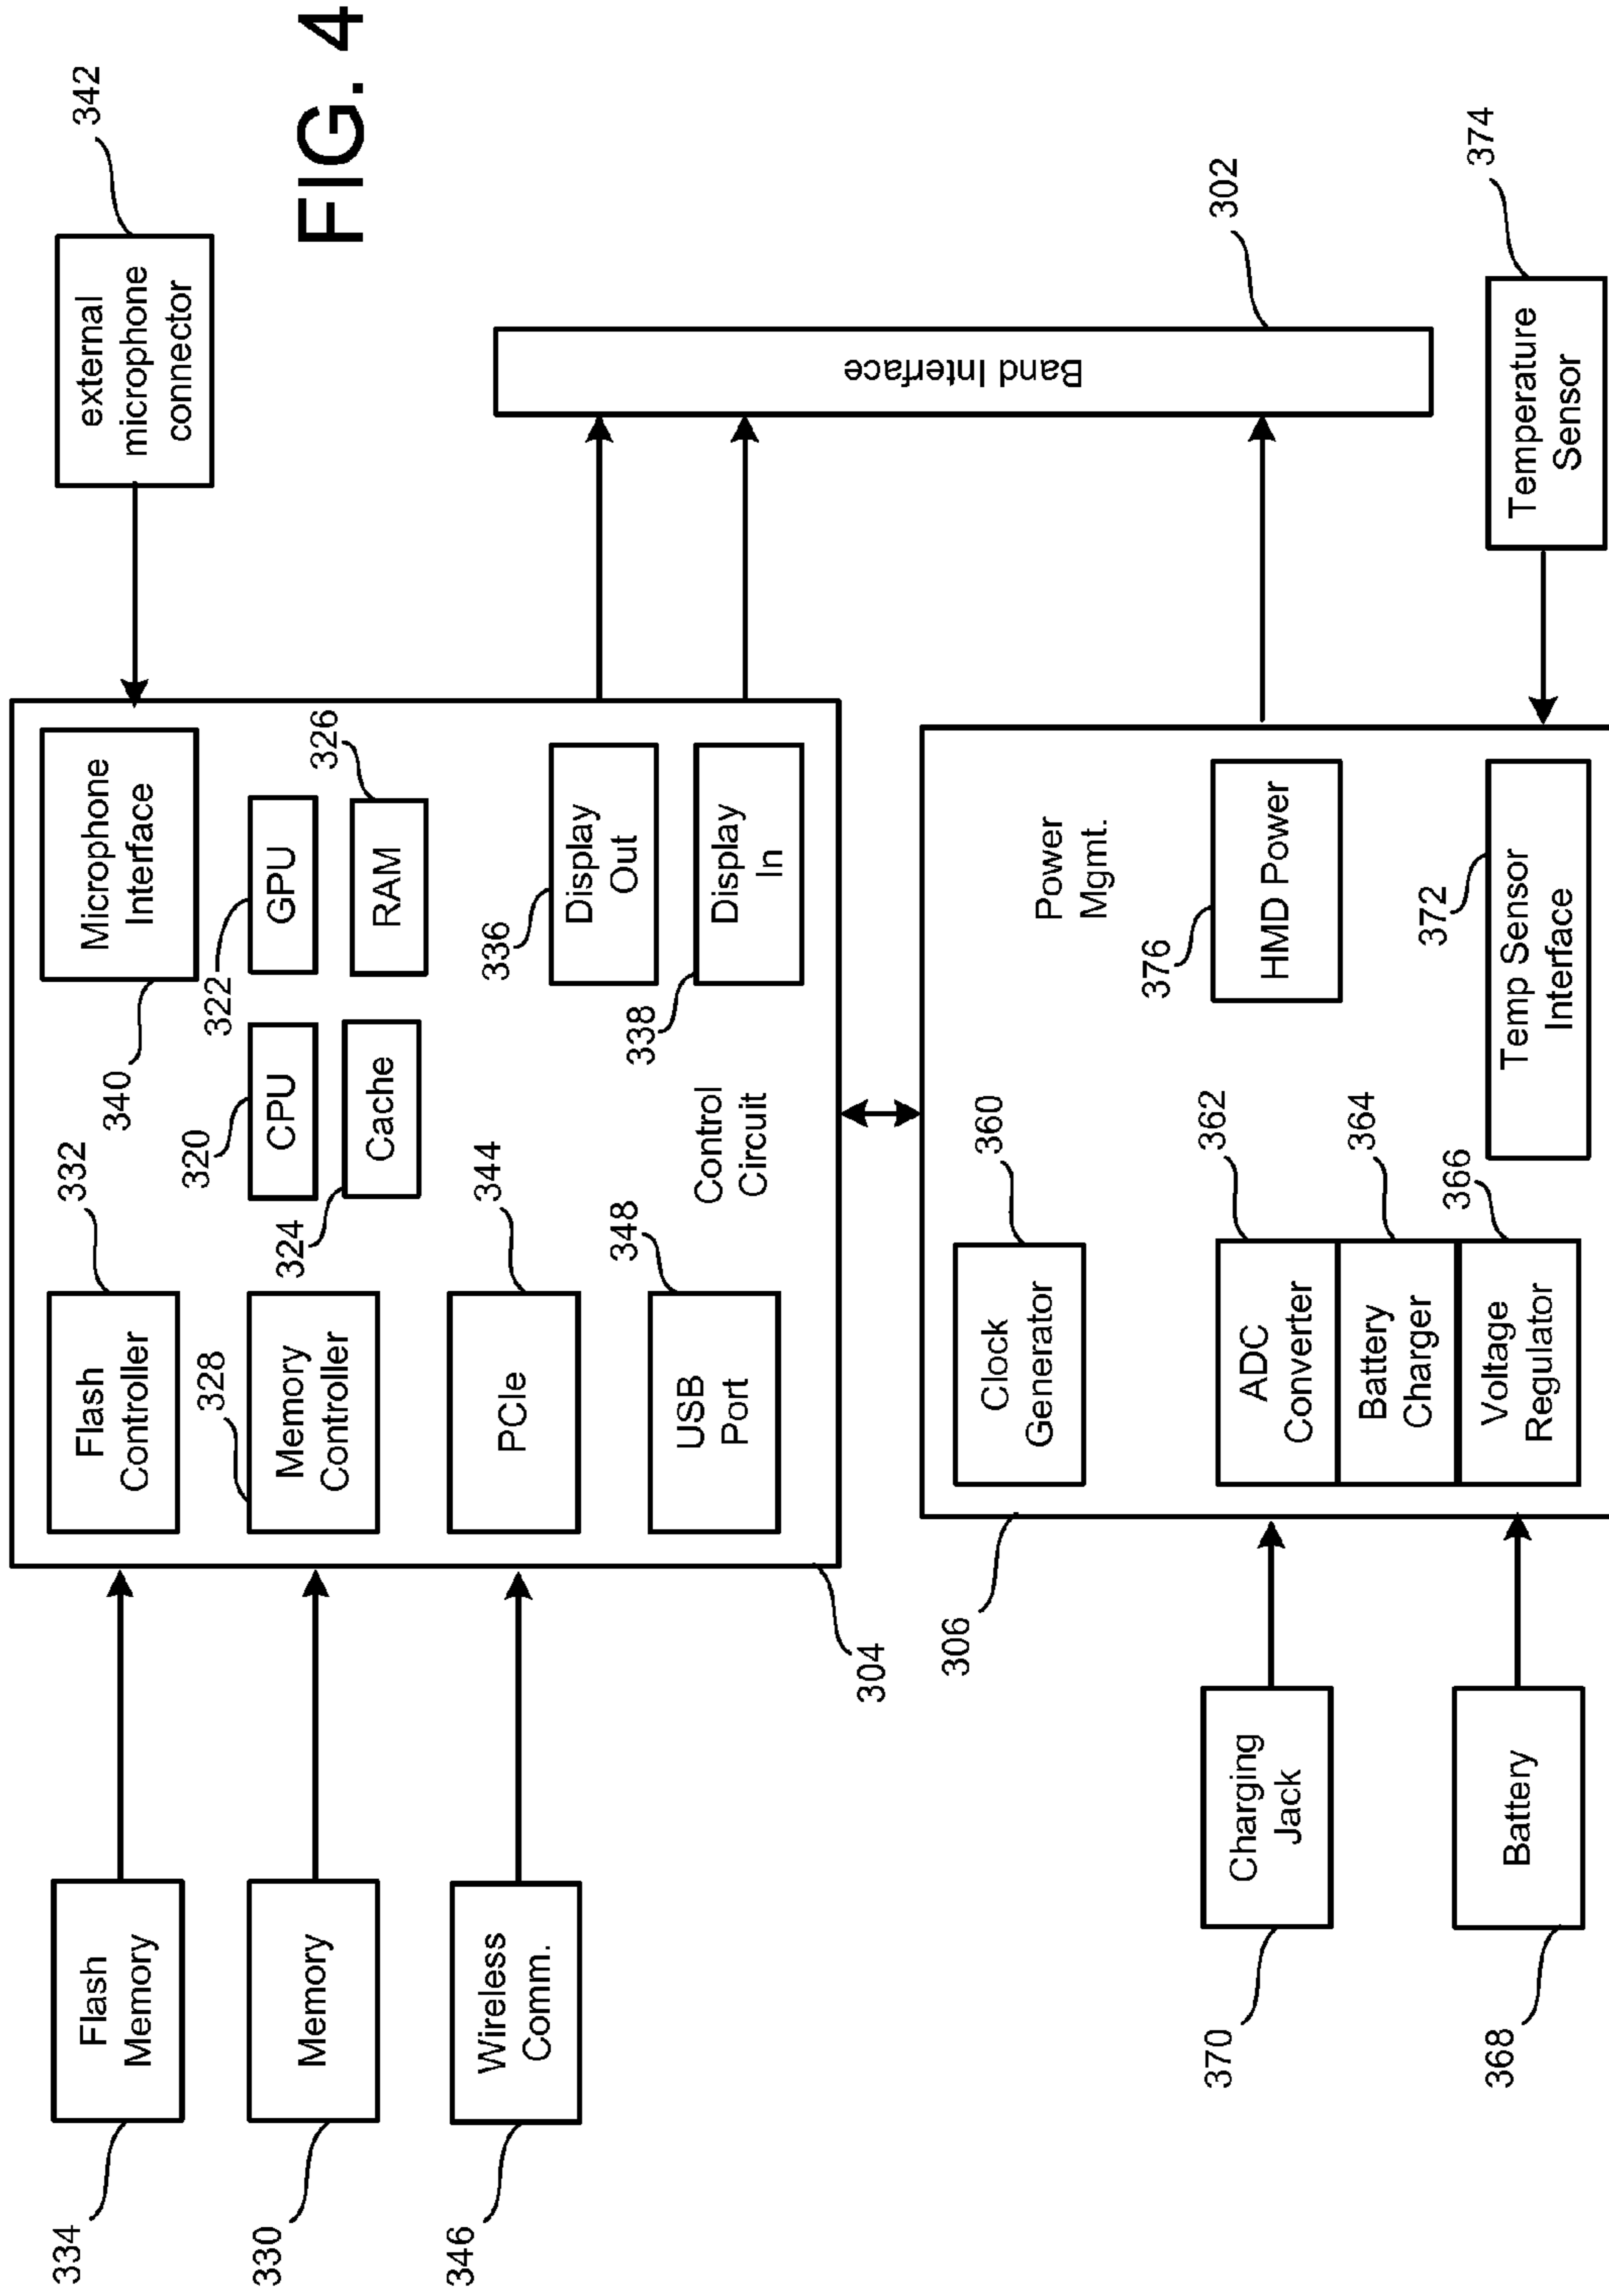 334
Flash
Memory
330
Memory
346
Wireless
Comm.
332
Flash
Controller
328
Memory
Controller
344
PCIe
348
USB
Port
340
Microphone
Interface
320
CPU
322
GPU
324
Cache
326
RAM
336
Display
Out
338
Display
In
Control
Circuit
304
342
external
microphone
connector
FIG. 4
302
Band Interface
306
360
Clock
Generator
Power
Mgmt.
362
ADC
Converter
364
Battery
Charger
366
Voltage
Regulator
376
HMD Power
372
Temp Sensor
Interface
370
Charging
Jack
368
Battery
374
Temperature
Sensor